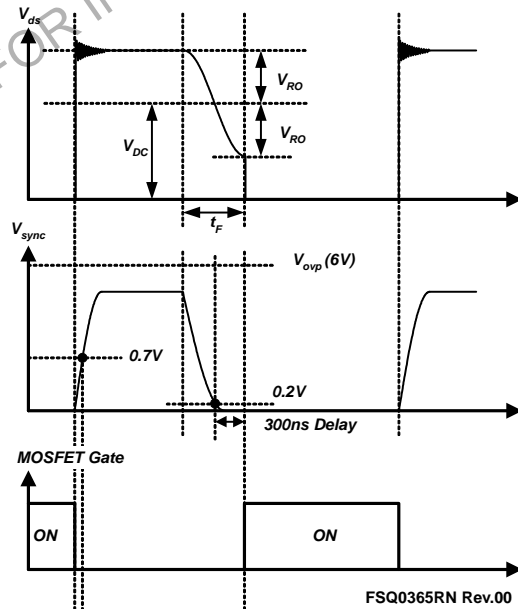 FOR I
Vds
VRO
VRO
VDC
tF
Vsync
Vovp (6V)
0.7V
0.2V
300ns Delay
MOSFET Gate
ON
ON
FSQ0365RN Rev.00